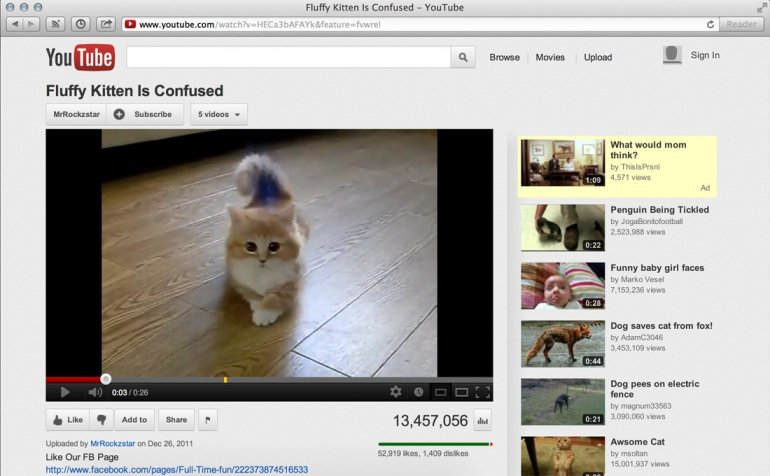 Fluffy Kitten Is Confused – YouTube
www.youtube.com/watch?v=HECa3bAFAYk&feature=fvwrel
Reader
YouTube
Browse | Movies | Upload
Sign In
Fluffy Kitten Is Confused
MrRockzstar
Subscribe
5 videos
What would mom
think?
by ThisIsPrsnl
4,571 views
Ad
1:09
Penguin Being Tickled
by JogaBonitofootball
2,523,988 views
0:22
Funny baby girl faces
by Marko Vesel
7,153,236 views
0:28
Dog saves cat from fox!
by AdamC3046
3,453,109 views
0:44
Dog pees on electric
fence
by magnum33563
3,090,060 views
0:21
Awsome Cat
by msoltan
15,001,937 views
0:03 / 0:26
Like
Add to
Share
13,457,056
Uploaded by MrRockzstar on Dec 26, 2011
52,919 likes, 1,409 dislikes
Like Our FB Page
http://www.facebook.com/pages/Full-Time-fun/222373874516533